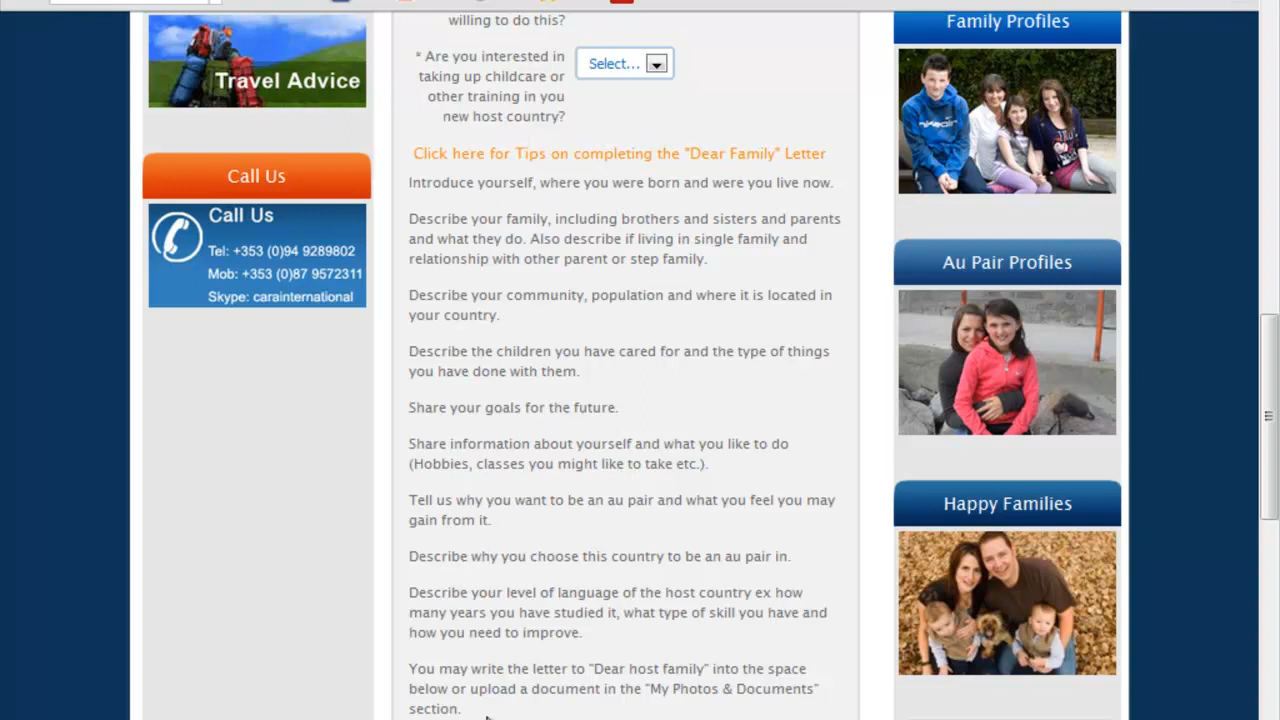 Travel Advice
Call Us
Call Us
Tel: +353 (0)94 9289802
Mob: +353 (0)87 9572311
Skype: carainternational
willing to do this?
* Are you interested in
taking up childcare or
other training in you
new host country?
Select...
Click here for Tips on completing the "Dear Family" Letter
Introduce yourself, where you were born and were you live now.
Describe your family, including brothers and sisters and parents
and what they do. Also describe if living in single family and
relationship with other parent or step family.
Describe your community, population and where it is located in
your country.
Describe the children you have cared for and the type of things
you have done with them.
Share your goals for the future.
Share information about yourself and what you like to do
(Hobbies, classes you might like to take etc.).
Tell us why you want to be an au pair and what you feel you may
gain from it.
Describe why you choose this country to be an au pair in.
Describe your level of language of the host country ex how
many years you have studied it, what type of skill you have and
how you need to improve.
You may write the letter to "Dear host family" into the space
below or upload a document in the "My Photos & Documents"
section.
Family Profiles
Au Pair Profiles
Happy Families